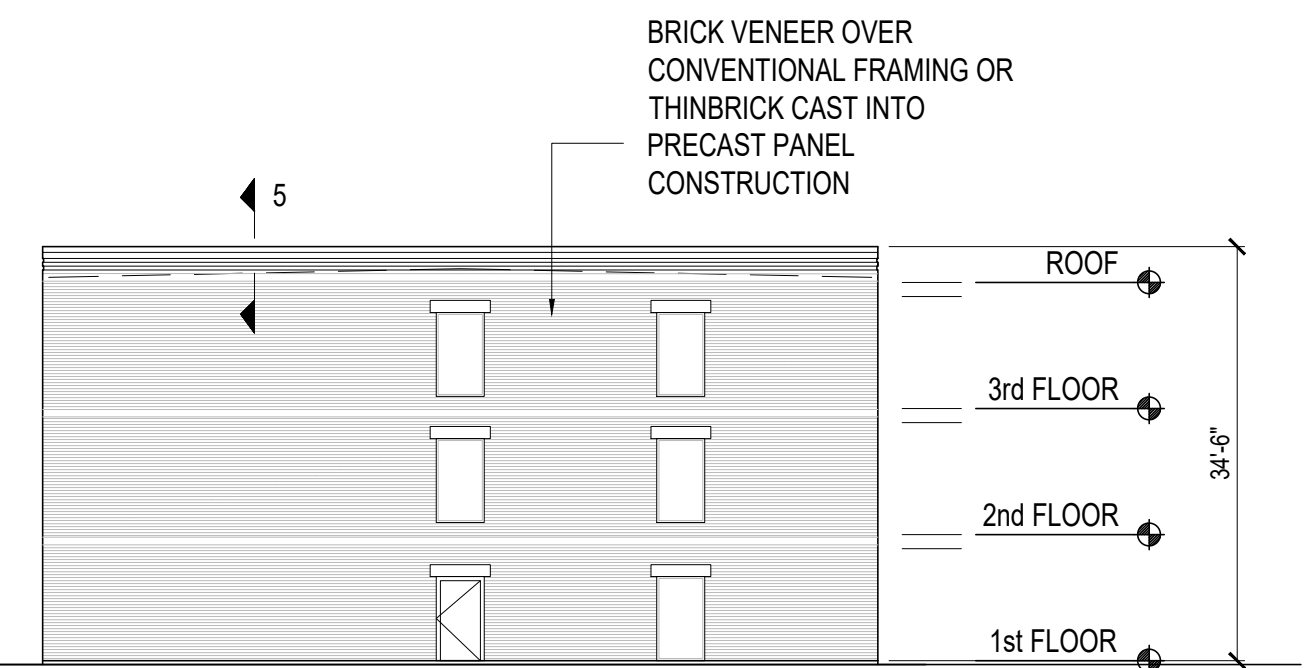 BRICK VENEER OVER
CONVENTIONAL FRAMING OR
THINBRICK CAST INTO
PRECAST PANEL
CONSTRUCTION
5
ROOF
3rd FLOOR
34'-6"
2nd FLOOR
1st FLOOR